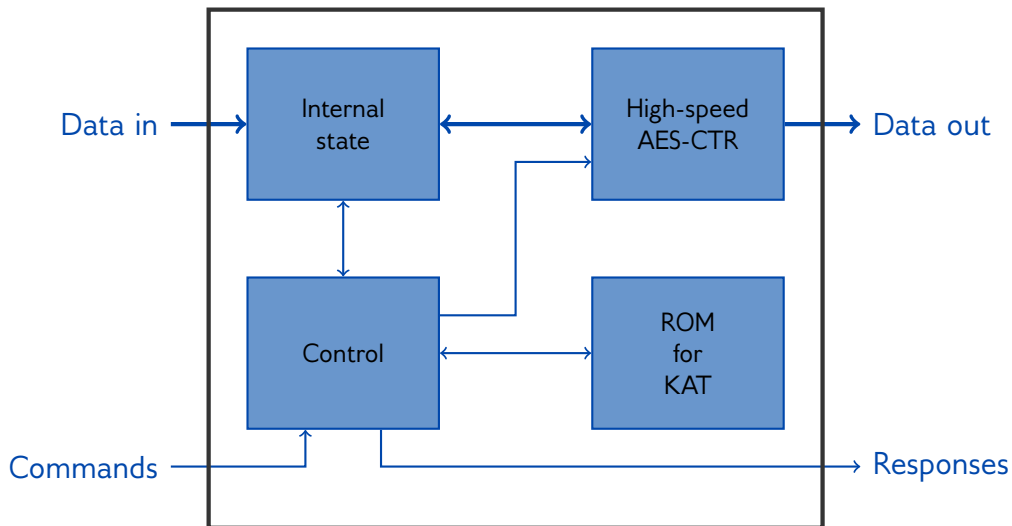 Data in
Internal
state
High-speed
AES-CTR
Data out
Control
ROM
for
KAT
Commands
Responses